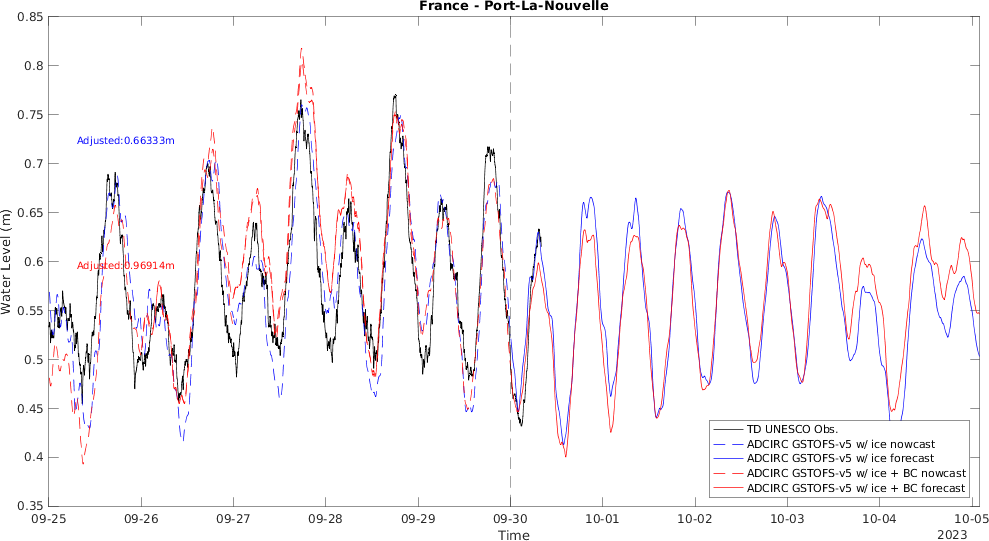 France - Port-La-Nouvelle
0.85
0.8
0.75
0.7
0.65
0.6
0.55
0.5
0.45
0.4
0.35
Water Level (m)
Adjusted:0.66333m
Adjusted:0.96914m
TD UNESCO Obs.
ADCIRC GSTOFS-v5 w/ ice nowcast
ADCIRC GSTOFS-v5 w/ ice forecast
ADCIRC GSTOFS-v5 w/ ice + BC nowcast
ADCIRC GSTOFS-v5 w/ ice + BC forecast
09-25 09-26 09-27 09-28 09-29 09-30 10-01 10-02 10-03 10-04 10-05
Time
2023